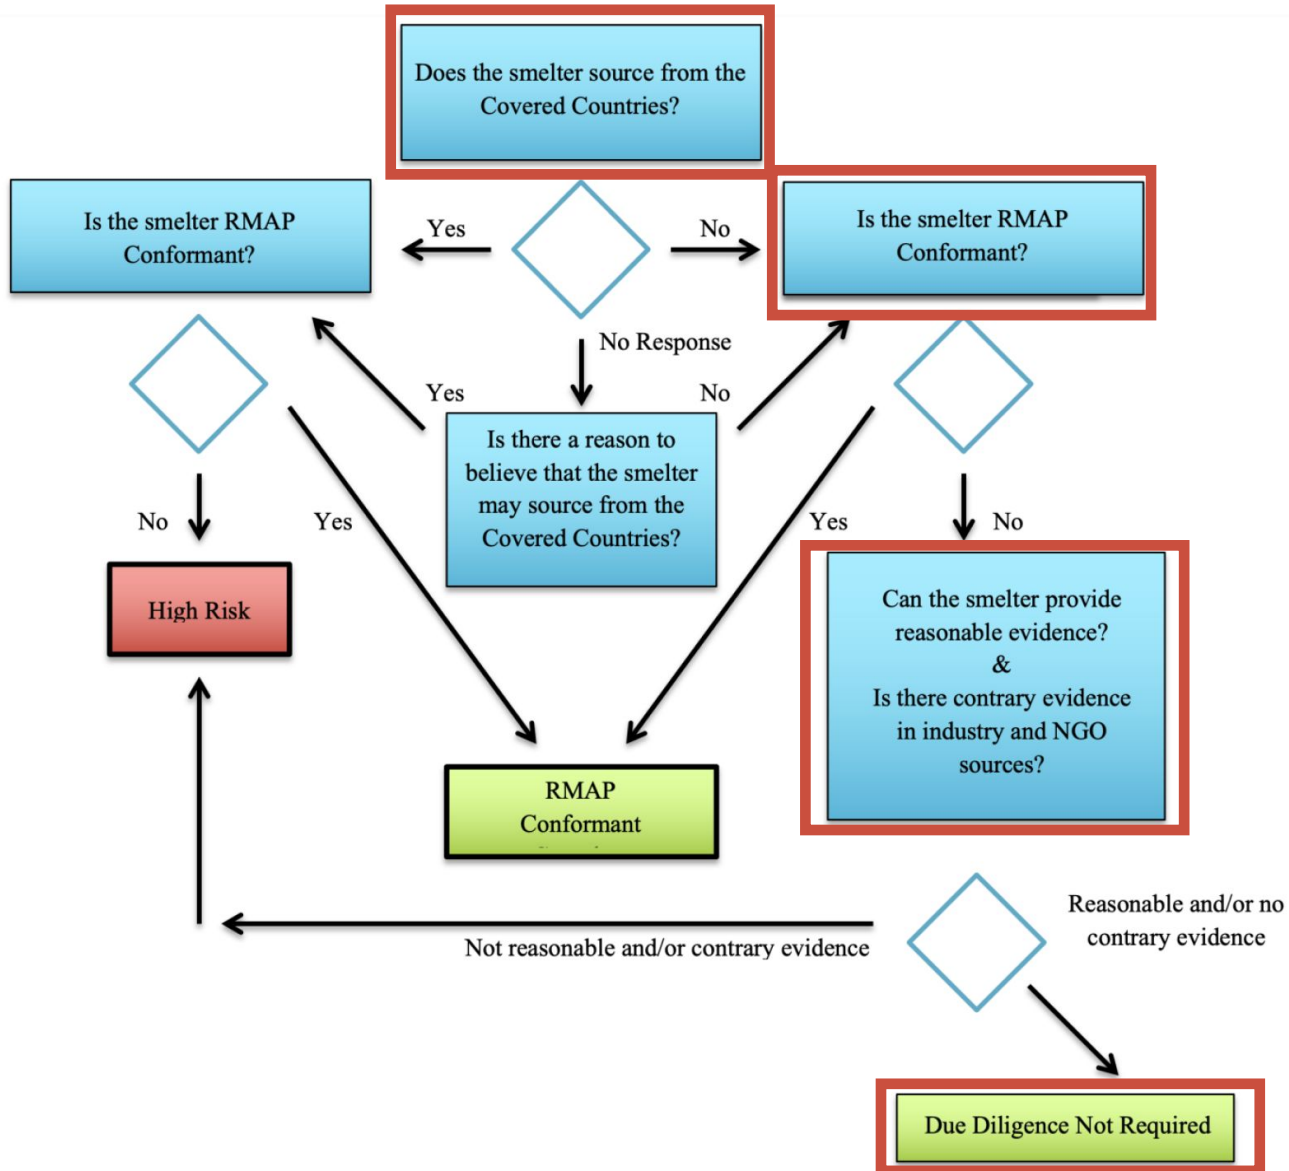 Does the smelter source from the
Covered Countries?
Is the smelter RMAP
Conformant?
Yes
No
Is the smelter RMAP
Conformant?
No Response
Yes
No
Is there a reason to
believe that the smelter
may source from the
Covered Countries?
No
Yes
Yes
No
High Risk
Can the smelter provide
reasonable evidence?
&
Is there contrary evidence
in industry and NGO
sources?
RMAP
Conformant
Reasonable and/or no
contrary evidence
Not reasonable and/or contrary evidence
Due Diligence Not Required